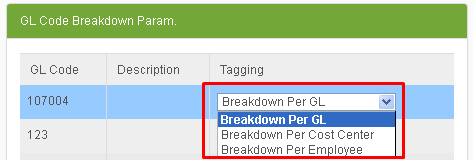 GL Code Breakdown Param.
GL Code Description Tagging
107004 Breakdown Per GL
Breakdown Per GL
123 Breakdown Per Cost Center
Breakdown Per Employee